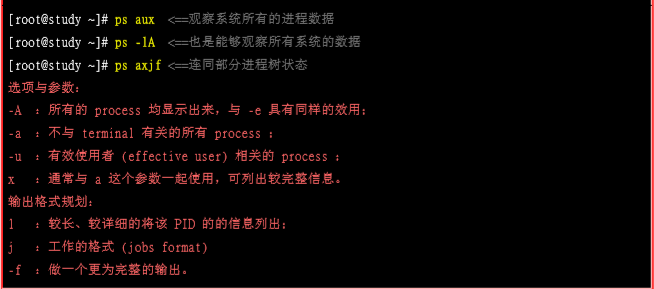 [root@study ~]# ps aux <==观察系统所有的进程数据
[root@study ~]# ps -lA <==也是能够观察所有系统的数据
[root@study ~]# ps axjf <==连同部分进程树状态
选项与参数:
-A : 所有的 process 均显示出来，与 -e 具有同样的效用;
-a : 不与 terminal 有关的所有 process ;
-u : 有效使用者 (effective user) 相关的 process ;
x : 通常与 a 这个参数一起使用，可列出较完整信息。
输出格式规划:
l : 较长、较详细的将该 PID 的的信息列出;
j : 工作的格式 (jobs format)
-f : 做一个更为完整的输出。